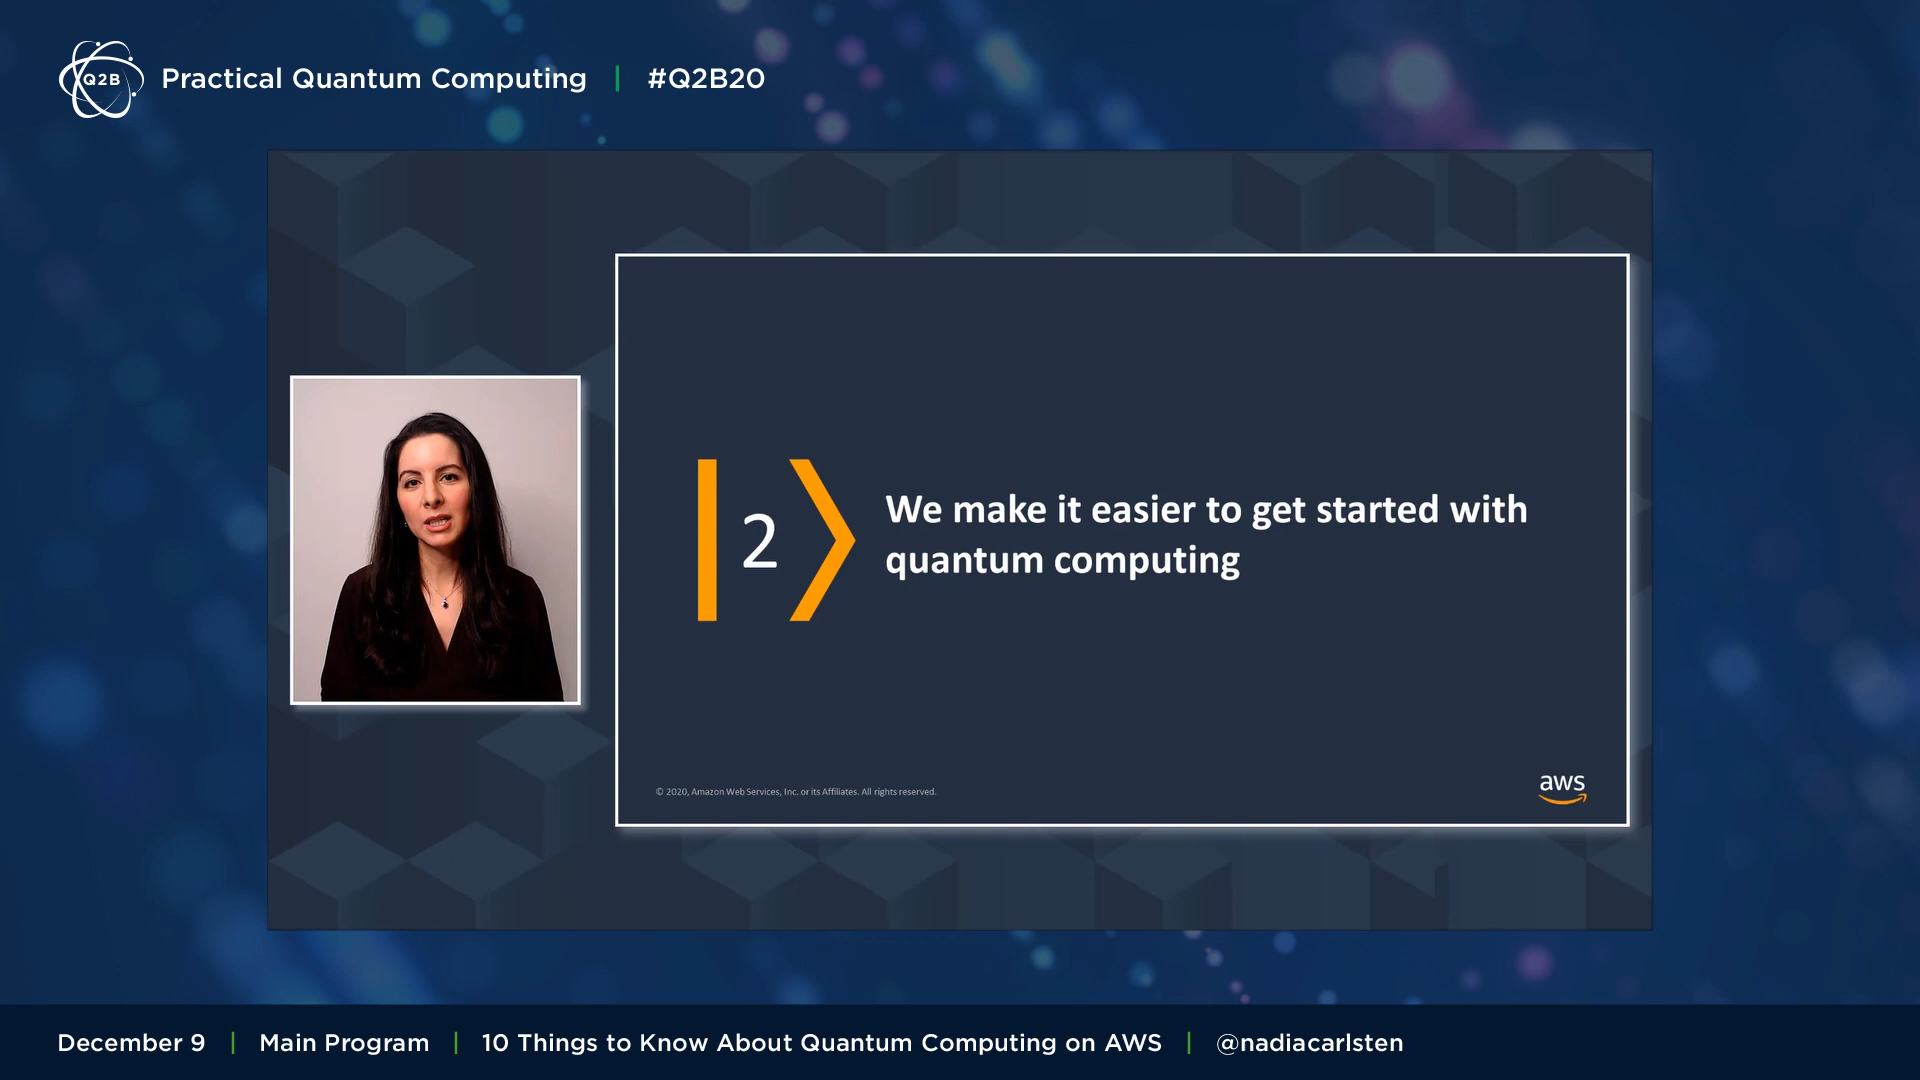 Q2B
Practical Quantum Computing | #Q2B20
2
We make it easier to get started with
quantum computing
© 2020, Amazon Web Services, Inc. or its Affiliates. All rights reserved.
aws
December 9 | Main Program | 10 Things to Know About Quantum Computing on AWS | @nadiacarlsten